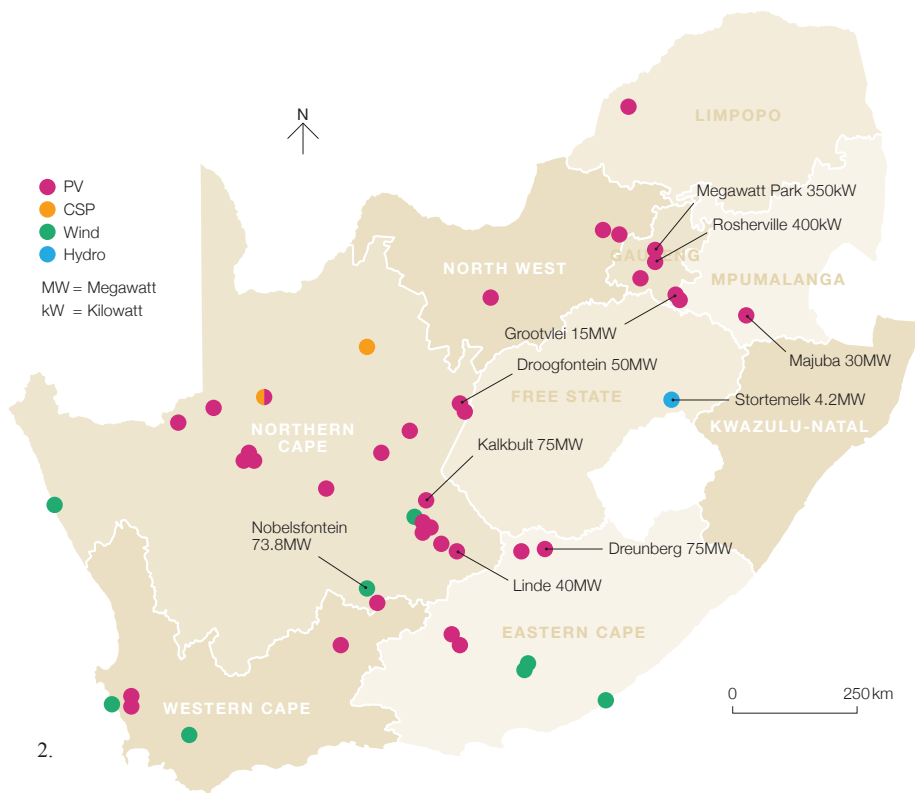 N
LIMPOPO
PV
CSP
Wind
Hydro
MW = Megawatt
kW = Kilowatt
Megawatt Park 350kW
Rosherville 400kW
GAUTENG
NORTH WEST
MPUMALANGA
Grootvlei 15MW
Droogfontein 50MW
Majuba 30MW
FREE STATE
Stortemelk 4.2MW
KWAZULU-NATAL
NORTHERN
CAPE
Kalkbult 75MW
Nobelsfontein
73.8MW
Dreunberg 75MW
Linde 40MW
EASTERN CAPE
WESTERN CAPE
0 250 km
2.